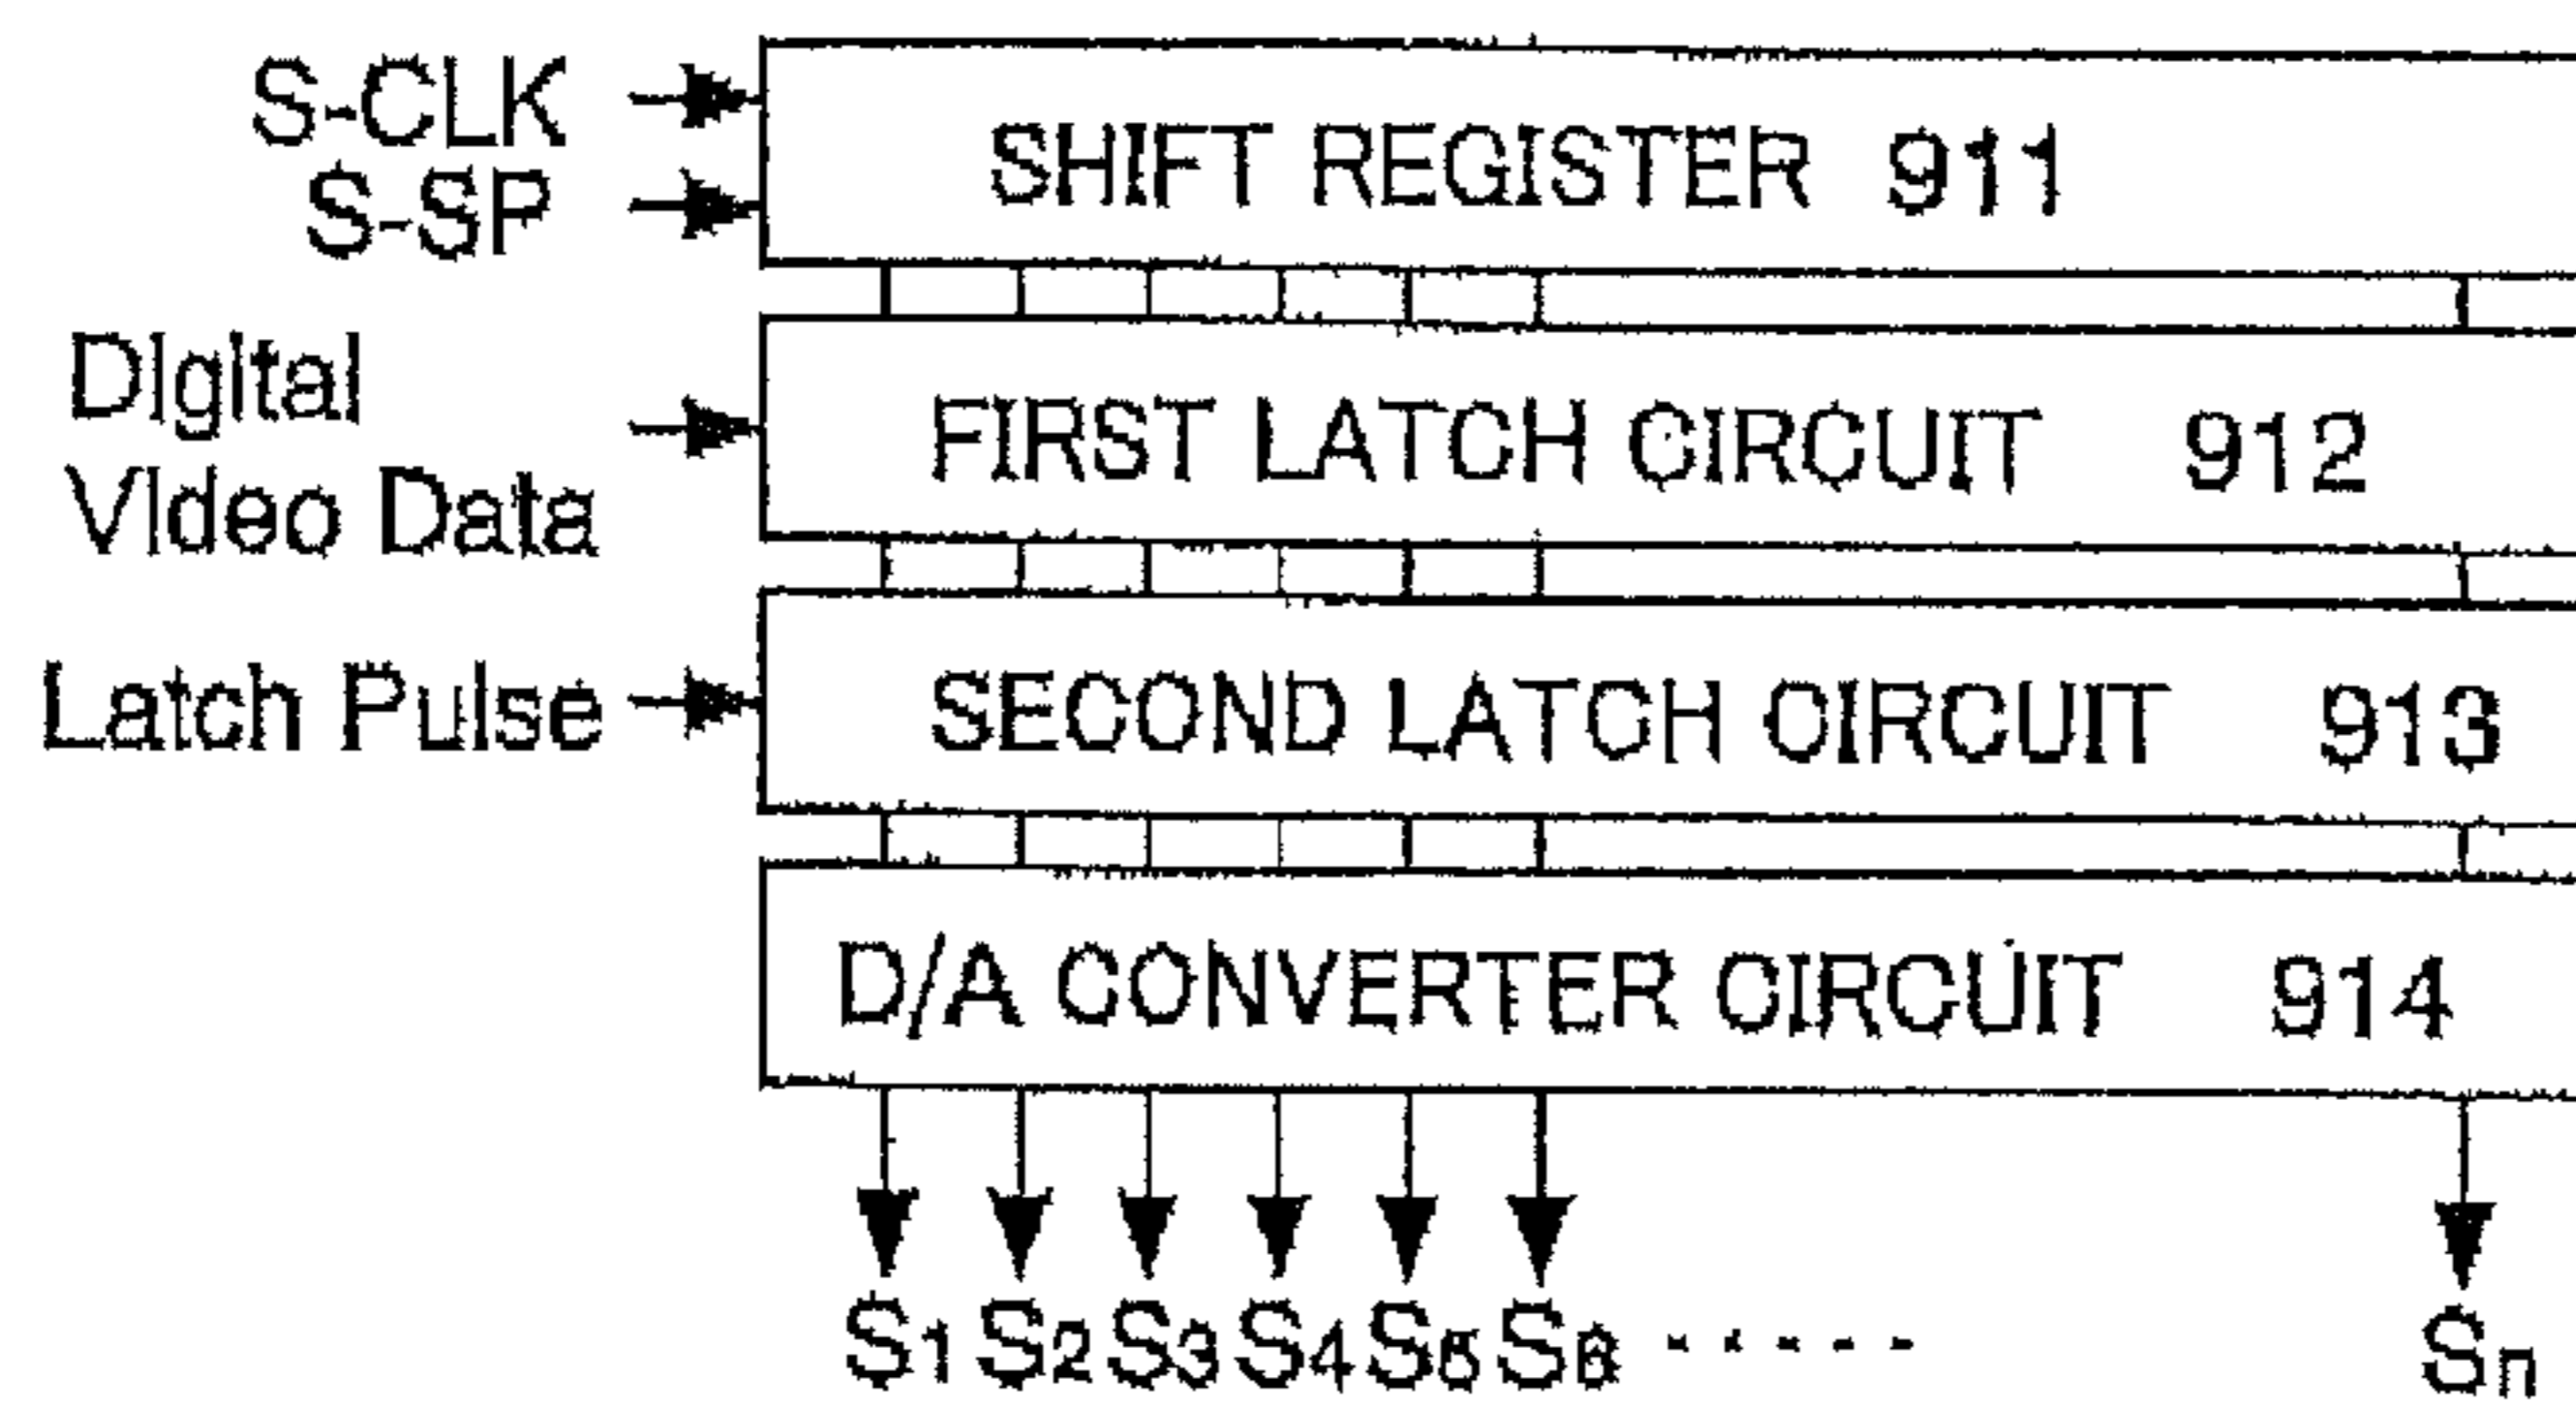 S-CLK
S-SP
SHIFT REGISTER 911
Digital
Video Data
FIRST LATCH CIRCUIT 912
Latch Pulse
SECOND LATCH CIRCUIT 913
D/A CONVERTER CIRCUIT 914
S1 S2 S3 S4 S5 S6 ····· Sn